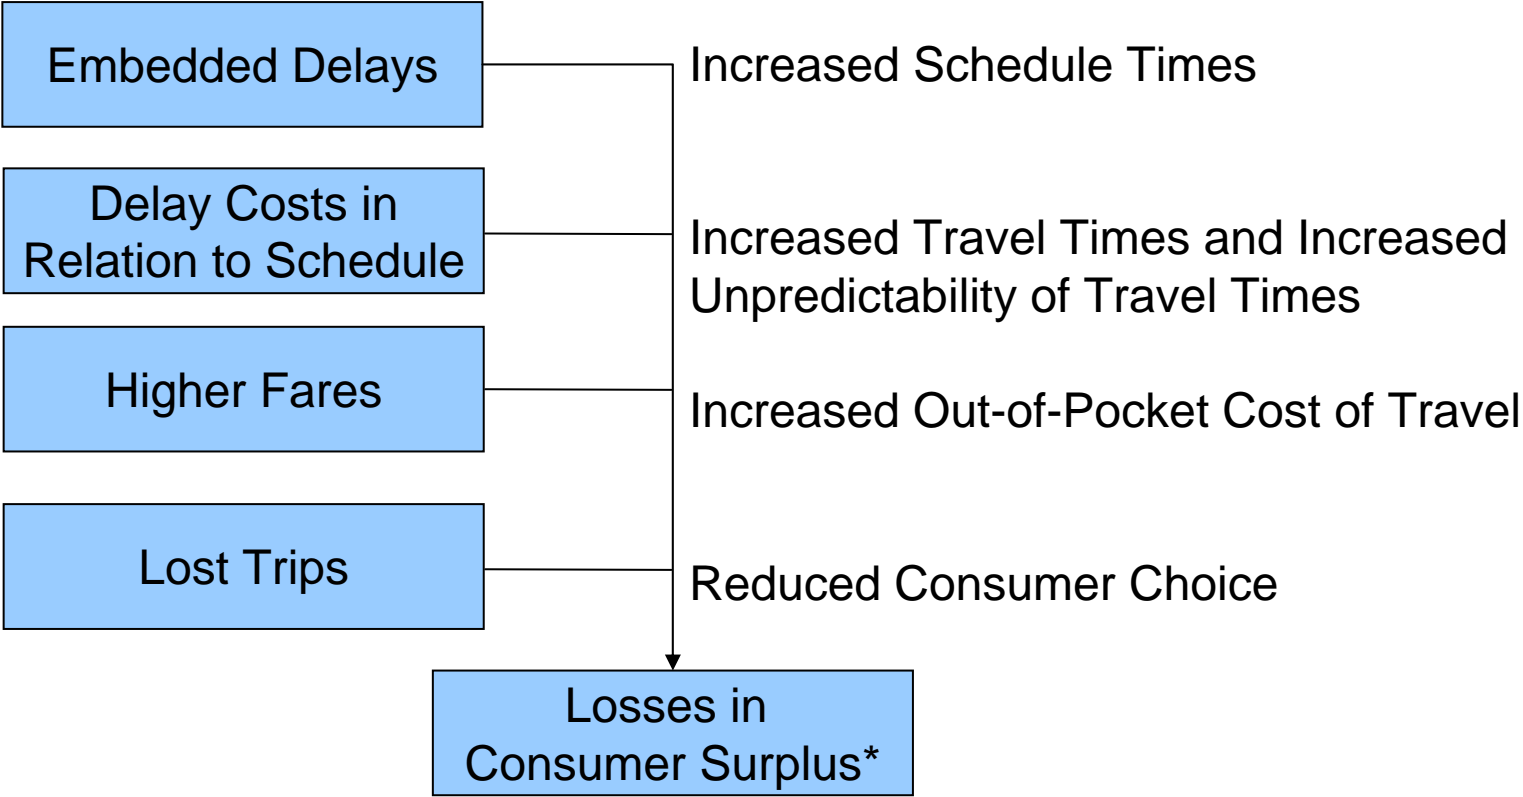 Embedded Delays
Increased Schedule Times
Delay Costs in
Relation to Schedule
Increased Travel Times and Increased
Unpredictability of Travel Times
Higher Fares
Increased Out-of-Pocket Cost of Travel
Lost Trips
Reduced Consumer Choice
Losses in
Consumer Surplus*